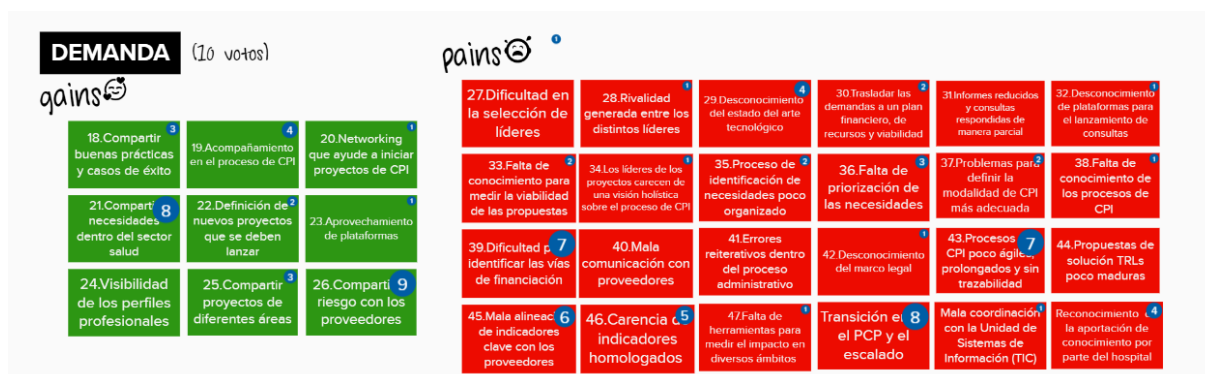 DEMANDA (10 votos)
gains
18.Compartir
buenas prácticas
y casos de éxito
3
19.Acompañamiento
en el proceso de CPI
4
20.Networking
que ayude a iniciar
proyectos de CPI
1
21.Compartir
necesidades
dentro del sector
salud
8
22.Definición de
nuevos proyectos
que se deben
lanzar
2
23.Aprovechamiento
de plataformas
1
24.Visibilidad
de los perfiles
profesionales
25.Compartir
proyectos de
diferentes áreas
3
26.Compartir
riesgo con los
proveedores
9
pains
1
27.Dificultad en
la selección de
líderes
28.Rivalidad
generada entre los
distintos líderes
1
29.Desconocimiento
del estado del arte
tecnológico
4
30.Trasladar las
demandas a un plan
financiero, de
recursos y viabilidad
2
31.Informes reducidos
y consultas
respondidas de
manera parcial
1
32.Desconocimiento
de plataformas para
el lanzamiento de
consultas
1
33.Falta de
conocimiento para
medir la viabilidad
de las propuestas
2
34.Los líderes de los
proyectos carecen de
una visión holística
sobre el proceso de CPI
1
35.Proceso de
identificación de
necesidades poco
organizado
2
36.Falta de
priorización de
las necesidades
3
37.Problemas para
definir la
modalidad de CPI
más adecuada
2
38.Falta de
conocimiento de
los procesos de
CPI
1
39.Dificultad p
identificar las vías
de financiación
7
40.Mala
comunicación con
proveedores
41.Errores
reiterativos dentro
del proceso
administrativo
42.Desconocimiento
del marco legal
1
43.Procesos
CPI poco ágiles,
prolongados y sin
trazabilidad
7
44.Propuestas de
solución TRLs
poco maduras
45.Mala alineac
de indicadores
clave con los
proveedores
6
46.Carencia de
indicadores
homologados
5
47.Falta de
herramientas para
medir el impacto en
diversos ámbitos
1
Transición en
el PCP y el
escalado
8
Mala coordinación
con la Unidad de
Sistemas de
Información (TIC)
1
Reconocimiento
la aportación de
conocimiento por
parte del hospital
4